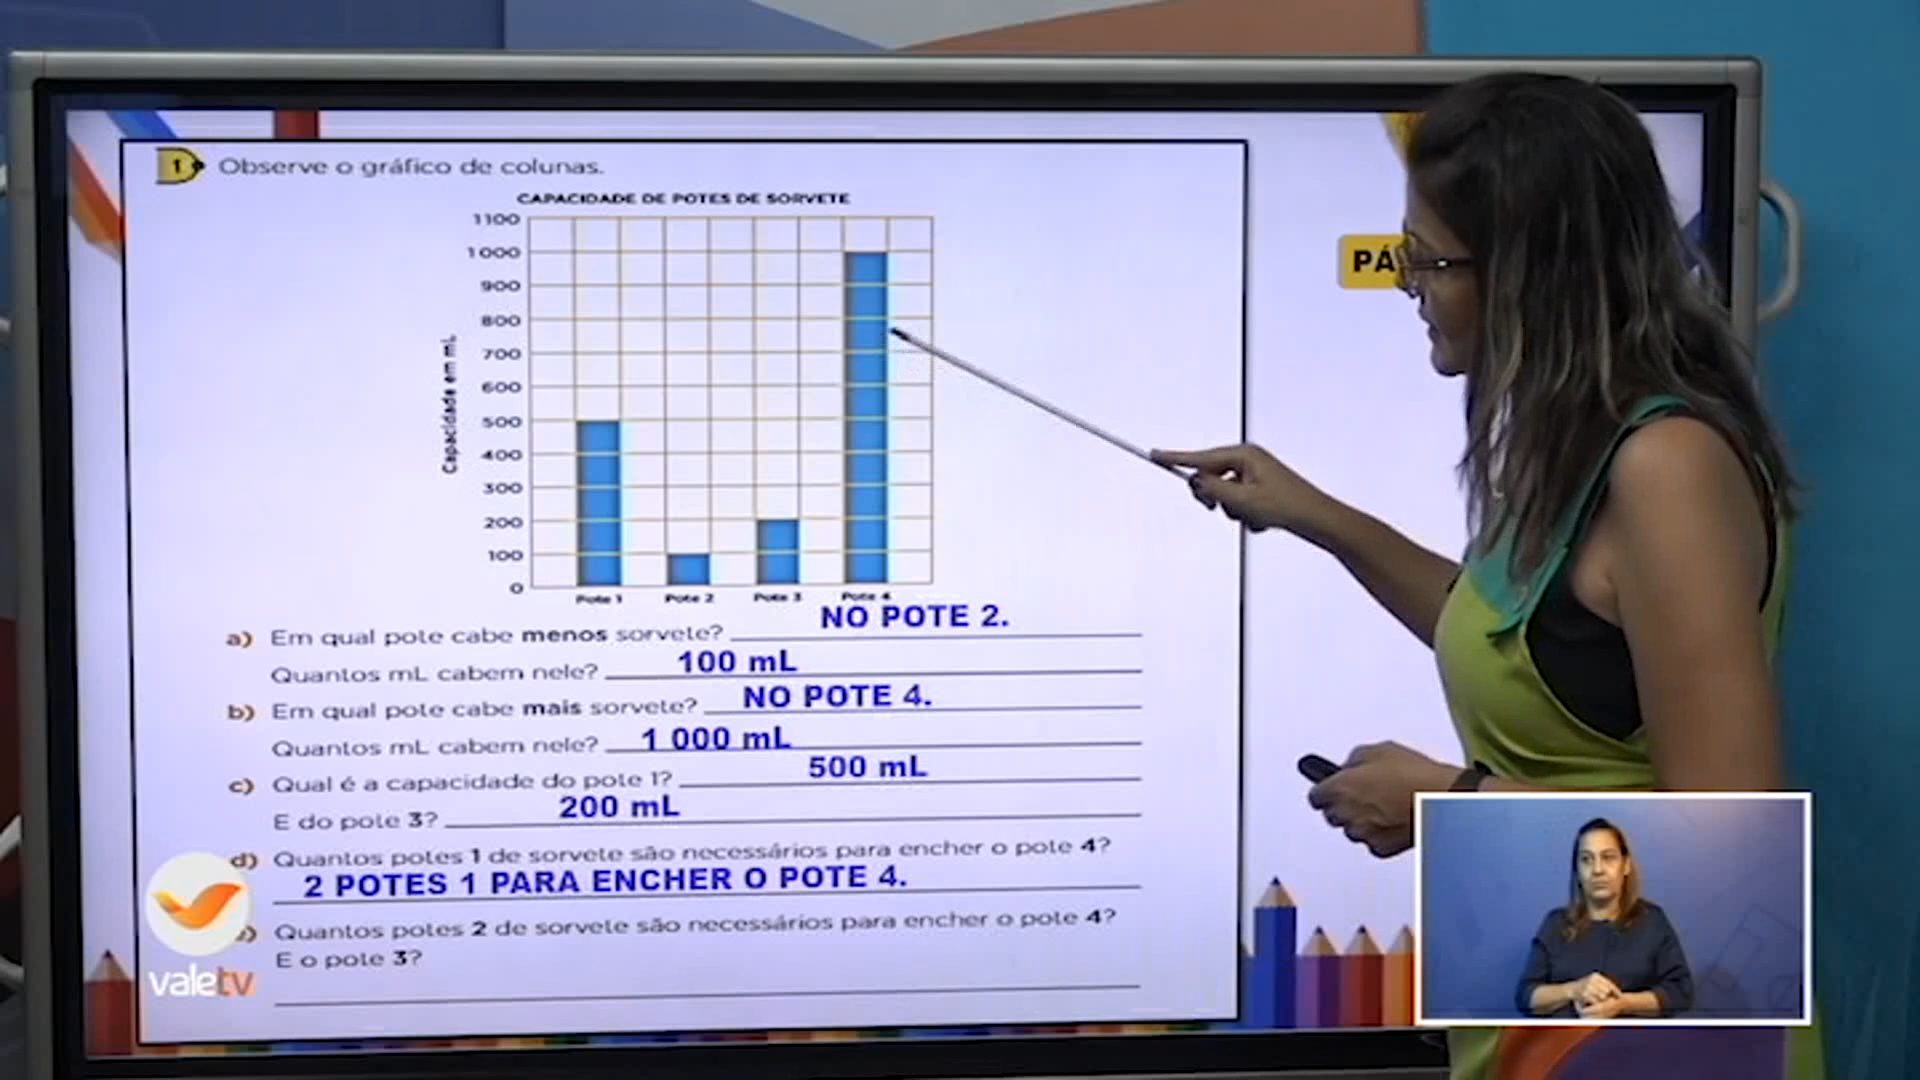 1 Observe o gráfico de colunas.
CAPACIDADE DE POTES DE SORVETE
Capacidade em mL
1100
1 000
900
800
700
600
500
400
300
200
100
0
Pote 1 Pote 2 Pote 3 Pote 4
a) Em qual pote cabe menos sorvete? NO POTE 2.
Quantos mL cabem nele? 100 mL
b) Em qual pote cabe mais sorvete? NO POTE 4.
Quantos mL cabem nele? 1 000 mL
c) Qual é a capacidade do pote 1? 500 mL
E do pote 3? 200 mL
d) Quantos potes 1 de sorvete são necessários para encher o pote 4?
2 POTES 1 PARA ENCHER O POTE 4.
Quantos potes 2 de sorvete são necessários para encher o pote 4?
E o pote 3?
PÁ
valetv